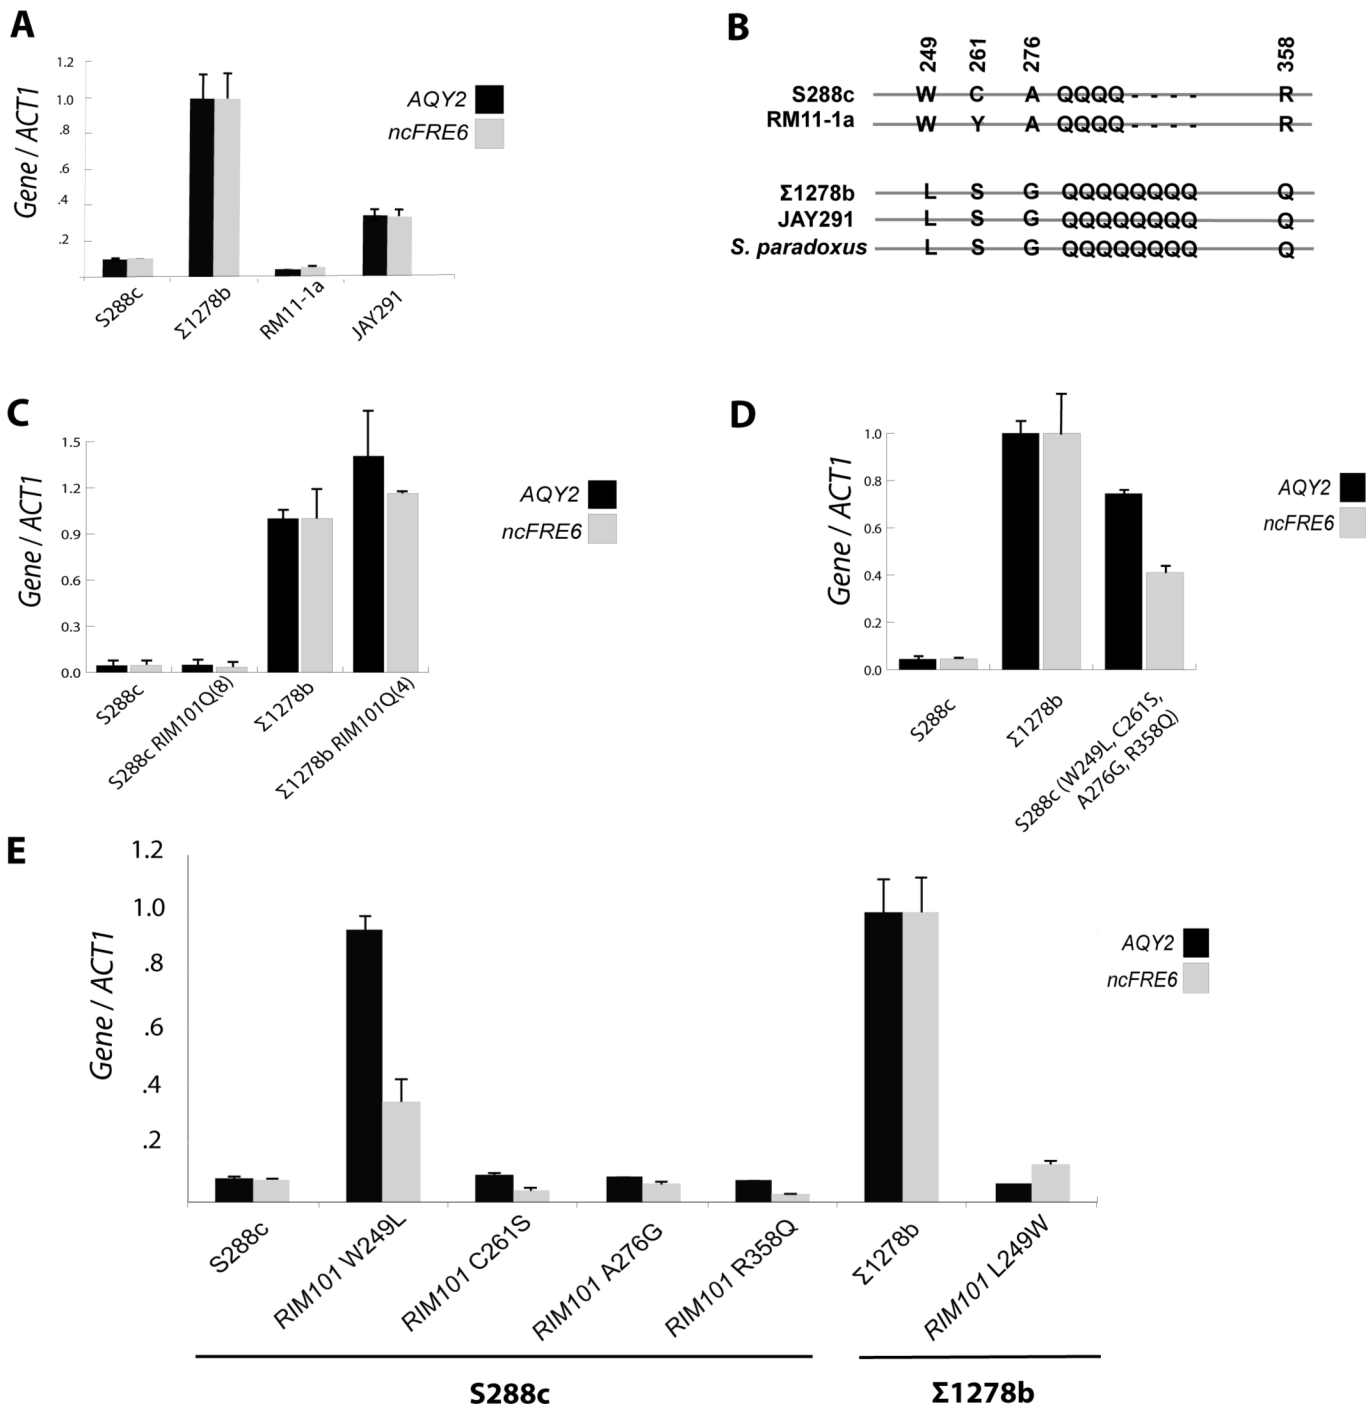 A
1.2
1.0
.8
.6
.4
.2
Gene / ACT1
AQY2
ncFRE6
S288c
Σ1278b
RM11-1a
JAY291
B
249
261
276
358
S288c W C A QQQQ - - - - R
RM11-1a W Y A QQQQ - - - - R
Σ1278b L S G QQQQQQQQ Q
JAY291 L S G QQQQQQQQ Q
S. paradoxus L S G QQQQQQQQ Q
C
1.5
1.2
0.9
0.6
0.3
0.0
Gene / ACT1
AQY2
ncFRE6
S288c
S288c RIM101Q(8)
Σ1278b
Σ1278b RIM101Q(4)
D
1.0
0.8
0.6
0.4
0.2
0.0
Gene / ACT1
AQY2
ncFRE6
S288c
Σ1278b
S288c (W249L, C261S,
A276G, R358Q)
E
1.2
1.0
.8
.6
.4
.2
Gene / ACT1
AQY2
ncFRE6
S288c
RIM101 W249L
RIM101 C261S
RIM101 A276G
RIM101 R358Q
Σ1278b
RIM101 L249W
S288c
Σ1278b